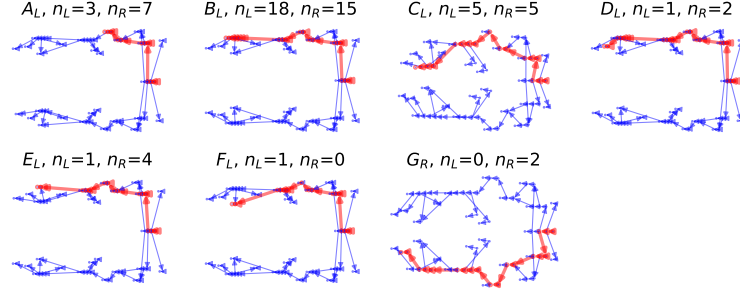 A_L, n_L=3, n_R=7
B_L, n_L=18, n_R=15
C_L, n_L=5, n_R=5
D_L, n_L=1, n_R=2
E_L, n_L=1, n_R=4
F_L, n_L=1, n_R=0
G_R, n_L=0, n_R=2